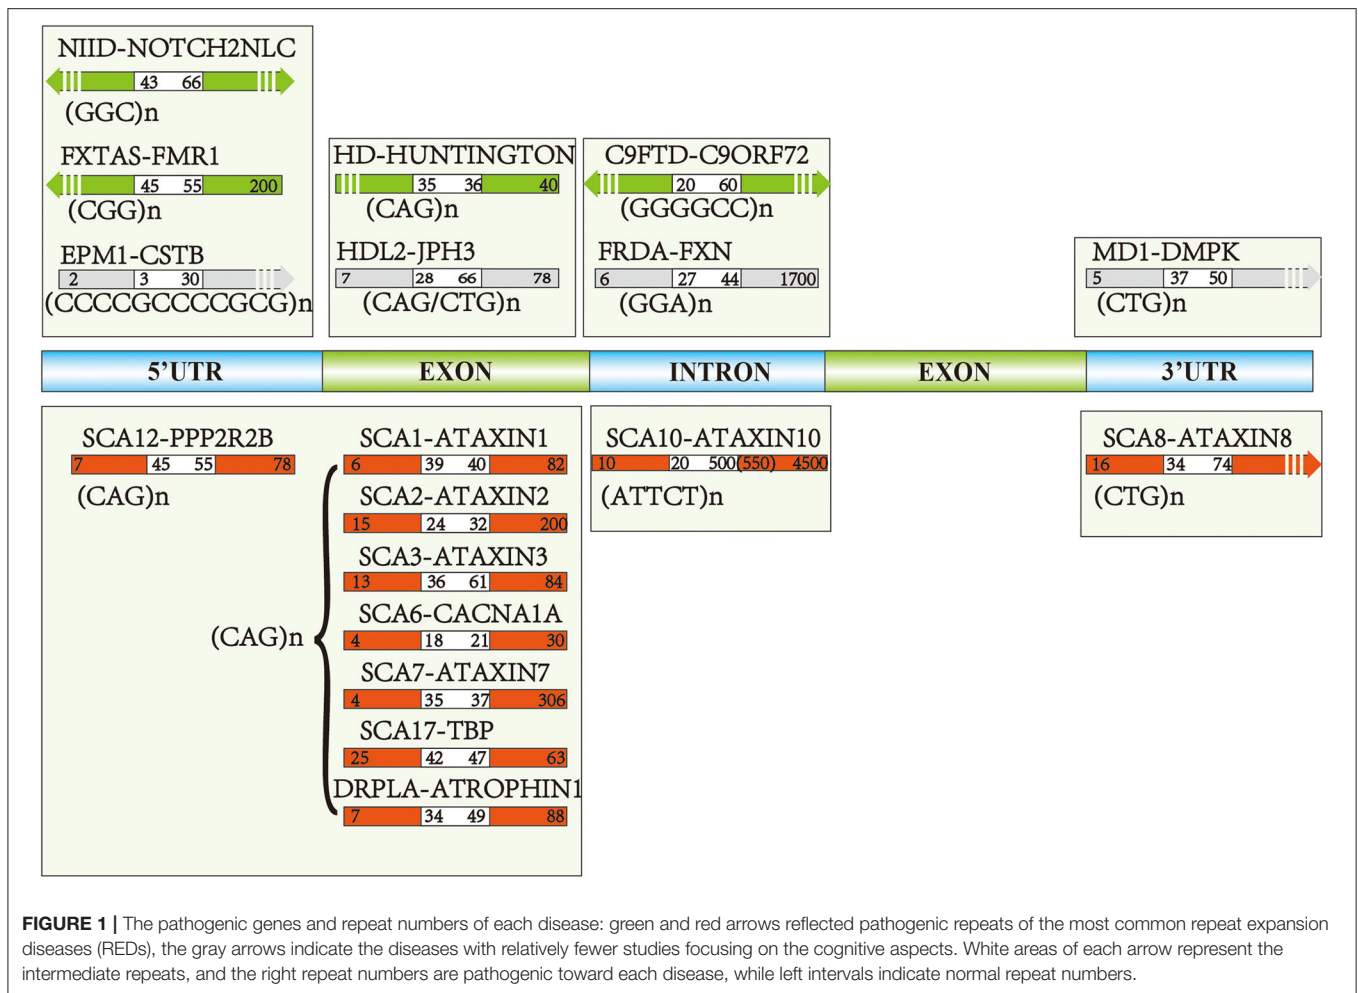 NIID-NOTCH2NLC
43 66
(GGC)n
FXTAS-FMR1
45 55 200
(CGG)n
EPM1-CSTB
2 3 30
(CCCCGCCCCGCG)n
HD-HUNTINGTON
35 36 40
(CAG)n
HDL2-JPH3
7 28 66 78
(CAG/CTG)n
C9FTD-C9ORF72
20 60
(GGGGCC)n
FRDA-FXN
6 27 44 1700
(GGA)n
MD1-DMPK
5 37 50
(CTG)n
5'UTR EXON INTRON EXON 3'UTR
SCA12-PPP2R2B
7 45 55 78
(CAG)n
(CAG)n
SCA1-ATAXIN1
6 39 40 82
SCA2-ATAXIN2
15 24 32 200
SCA3-ATAXIN3
13 36 61 84
SCA6-CACNA1A
4 18 21 30
SCA7-ATAXIN7
4 35 37 306
SCA17-TBP
25 42 47 63
DRPLA-ATROPHIN1
7 34 49 88
SCA10-ATAXIN10
10 20 500(550) 4500
(ATTCT)n
SCA8-ATAXIN8
16 34 74
(CTG)n
FIGURE 1 | The pathogenic genes and repeat numbers of each disease: green and red arrows reflected pathogenic repeats of the most common repeat expansion
diseases (REDs), the gray arrows indicate the diseases with relatively fewer studies focusing on the cognitive aspects. White areas of each arrow represent the
intermediate repeats, and the right repeat numbers are pathogenic toward each disease, while left intervals indicate normal repeat numbers.